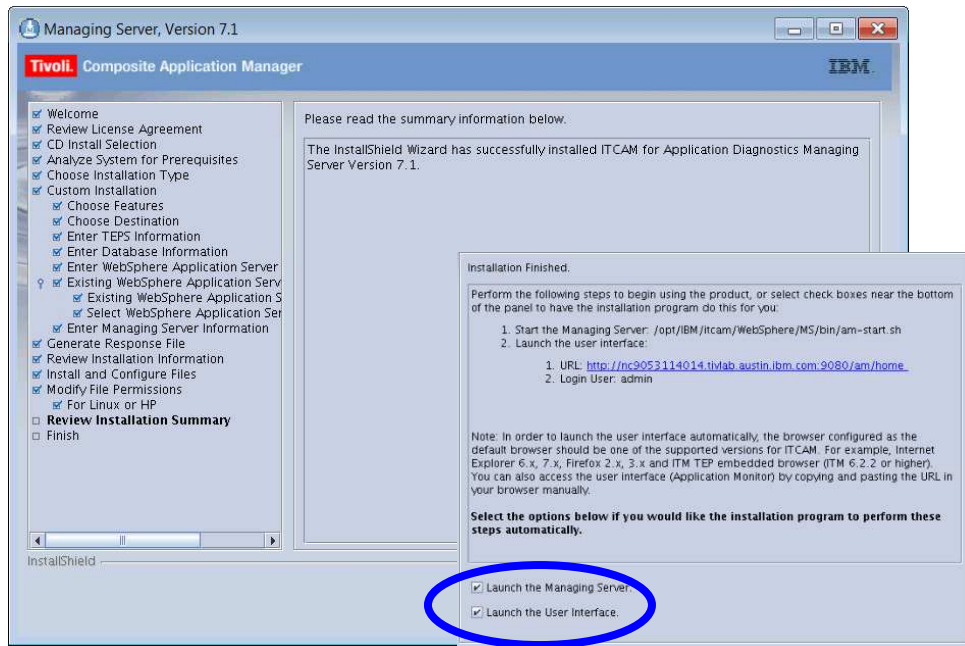 Managing Server, Version 7.1
Tivoli. Composite Application Manager
IBM.
Welcome
Review License Agreement
CD Install Selection
Analyze System for Prerequisites
Choose Installation Type
Custom Installation
Choose Features
Choose Destination
Enter TEPS Information
Enter Database Information
Enter WebSphere Application Server
Existing WebSphere Application Serv
Existing WebSphere Application S
Select WebSphere Application Ser
Enter Managing Server Information
Generate Response File
Review Installation Information
Install and Configure Files
Modify File Permissions
For Linux or HP
Review Installation Summary
Finish
InstallShield
Please read the summary information below.
The InstallShield Wizard has successfully installed ITCAM for Application Diagnostics Managing
Server Version 7.1.
Installation Finished.
Perform the following steps to begin using the product, or select check boxes near the bottom
of the panel to have the installation program do this for you:
1. Start the Managing Server: /opt/IBM/itcam/WebSphere/MS/bin/am-start.sh
2. Launch the user interface:
1. URL: http://nc9053114014.tivlab.austin.ibm.com:9080/am/home
2. Login User: admin
Note: In order to launch the user interface automatically, the browser configured as the
default browser should be one of the supported versions for ITCAM. For example, Internet
Explorer 6.x, 7.x, Firefox 2.x, 3.x and ITM TEP embedded browser (ITM 6.2.2 or higher).
You can also access the user interface (Application Monitor) by copying and pasting the URL in
your browser manually.
Select the options below if you would like the installation program to perform these
steps automatically.
Launch the Managing Server.
Launch the User Interface.